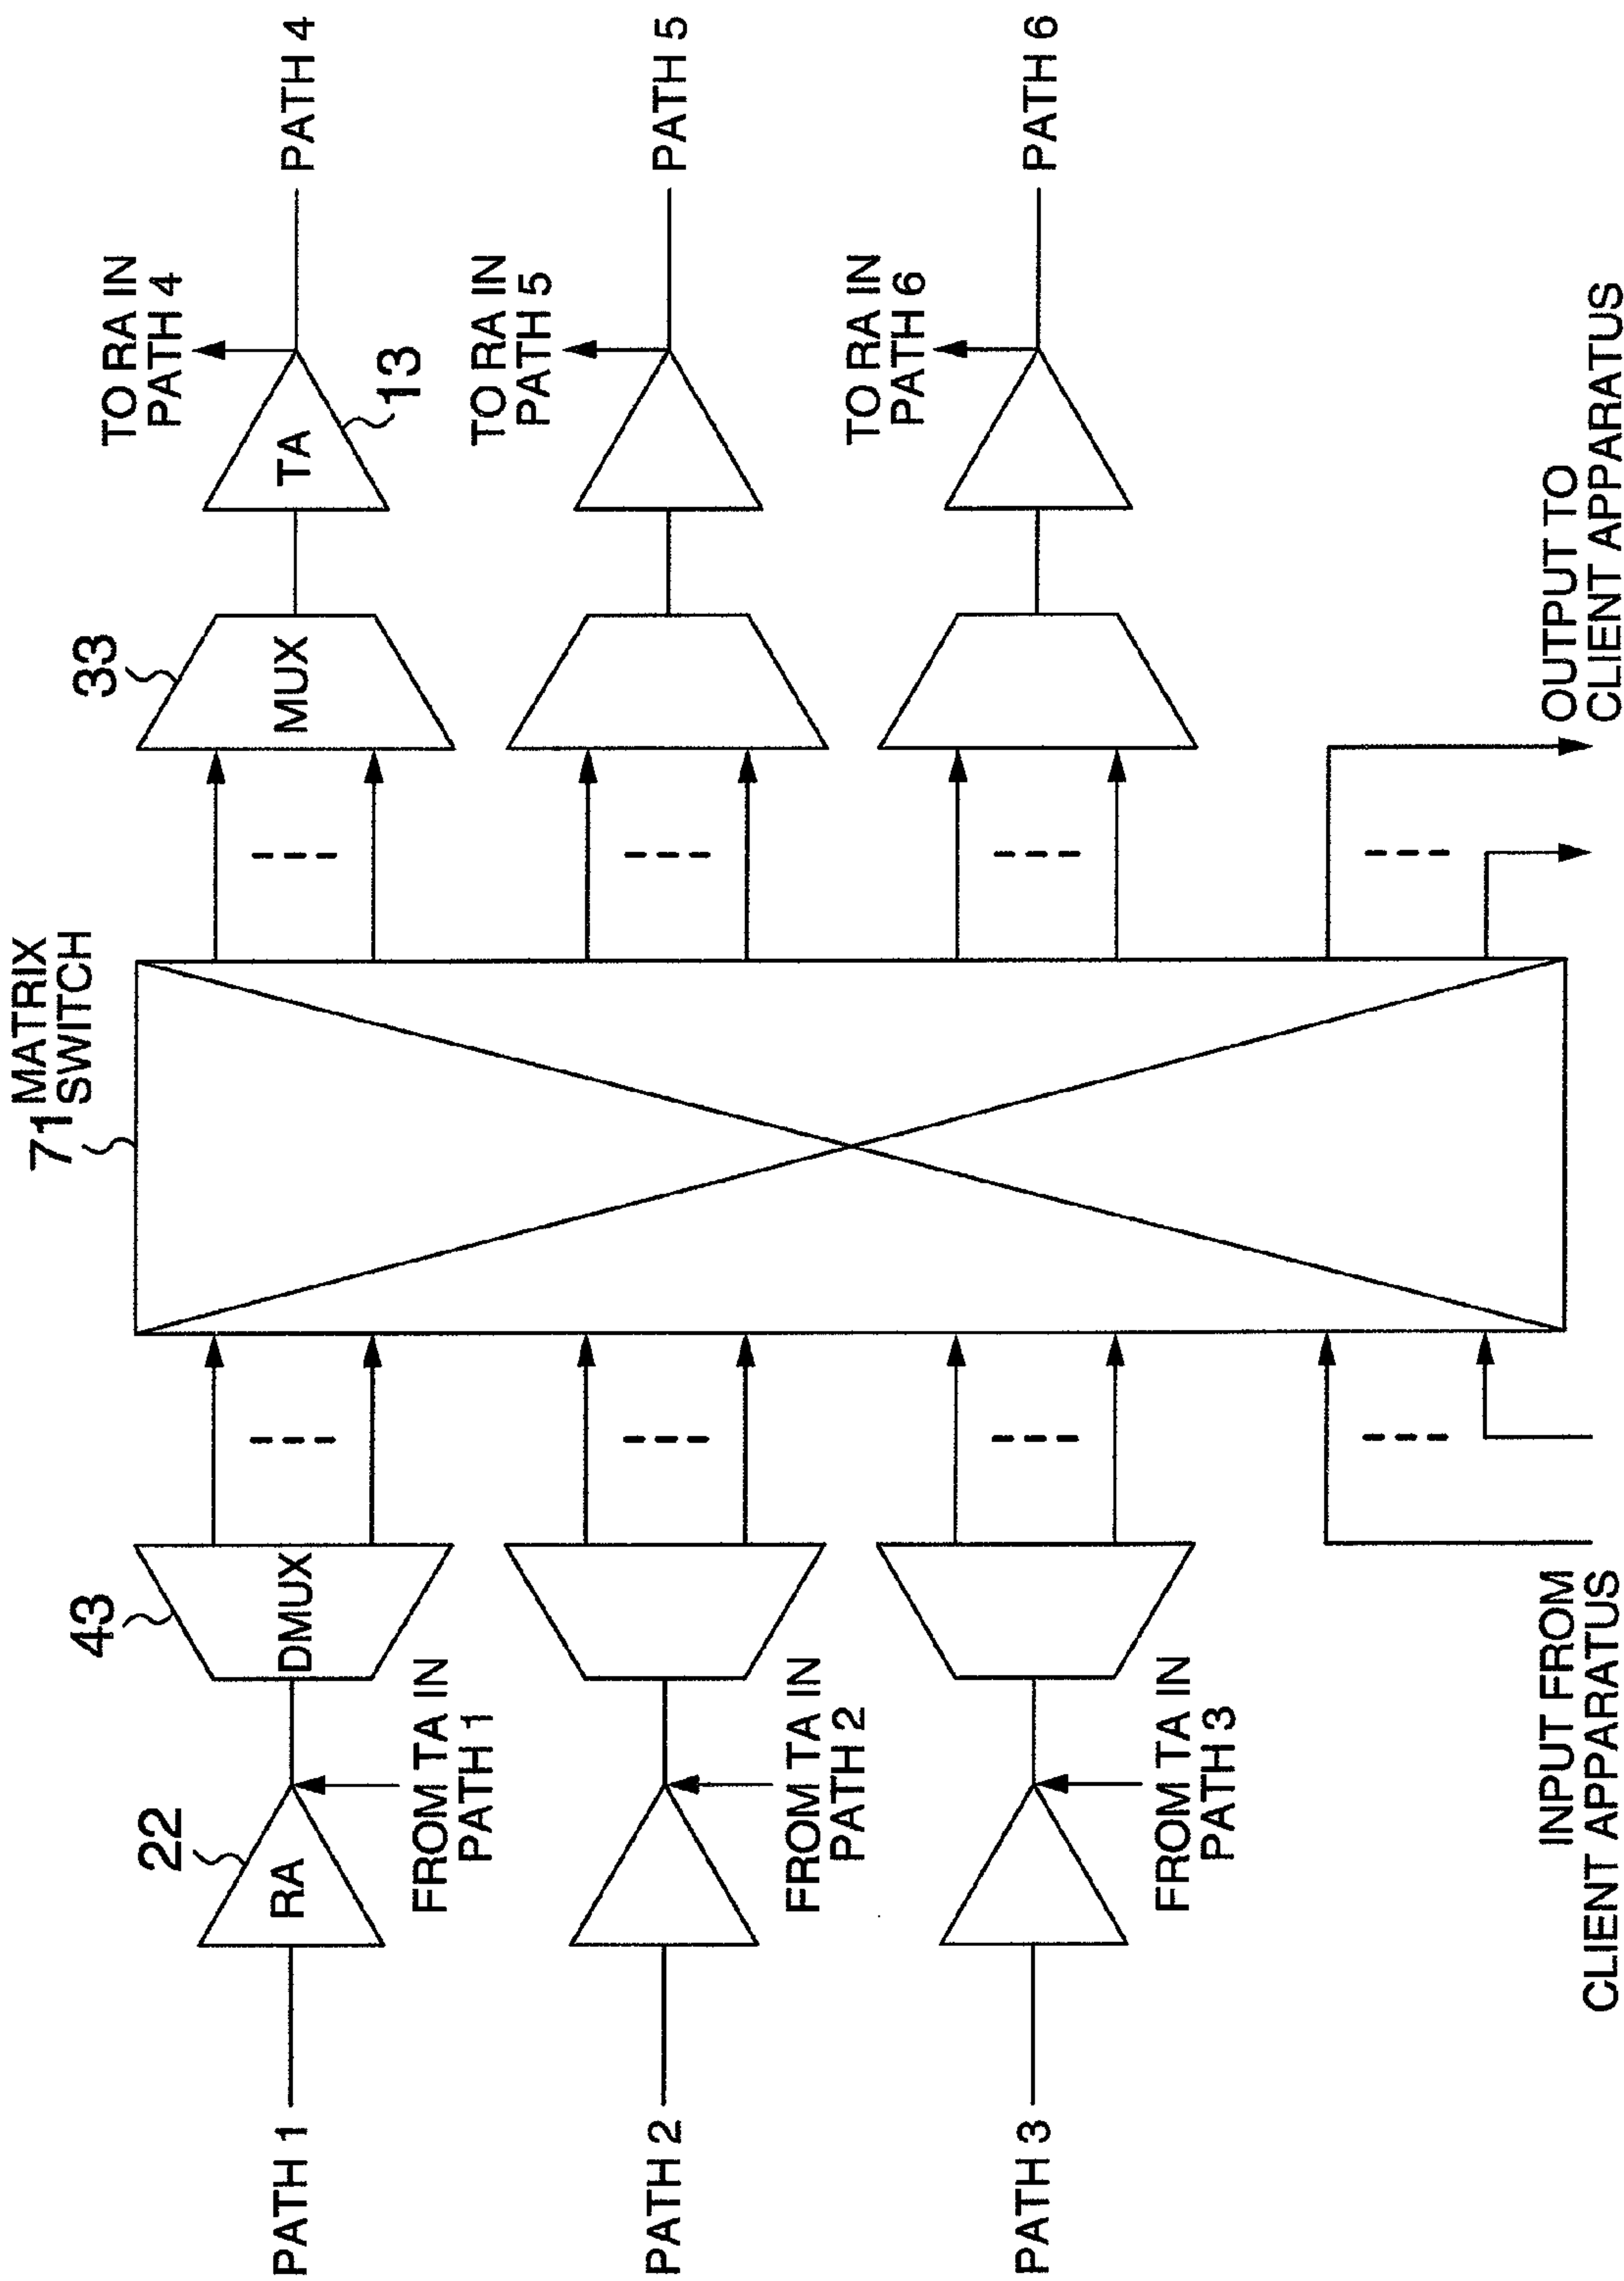 71 MATRIX
SWITCH
PATH 1
22
RA
FROM TA IN
PATH 1
43
DMUX
33
MUX
TA
13
TO RA IN
PATH 4
PATH 4
PATH 2
FROM TA IN
PATH 2
TO RA IN
PATH 5
PATH 5
PATH 3
FROM TA IN
PATH 3
TO RA IN
PATH 6
PATH 6
INPUT FROM
CLIENT APPARATUS
OUTPUT TO
CLIENT APPARATUS